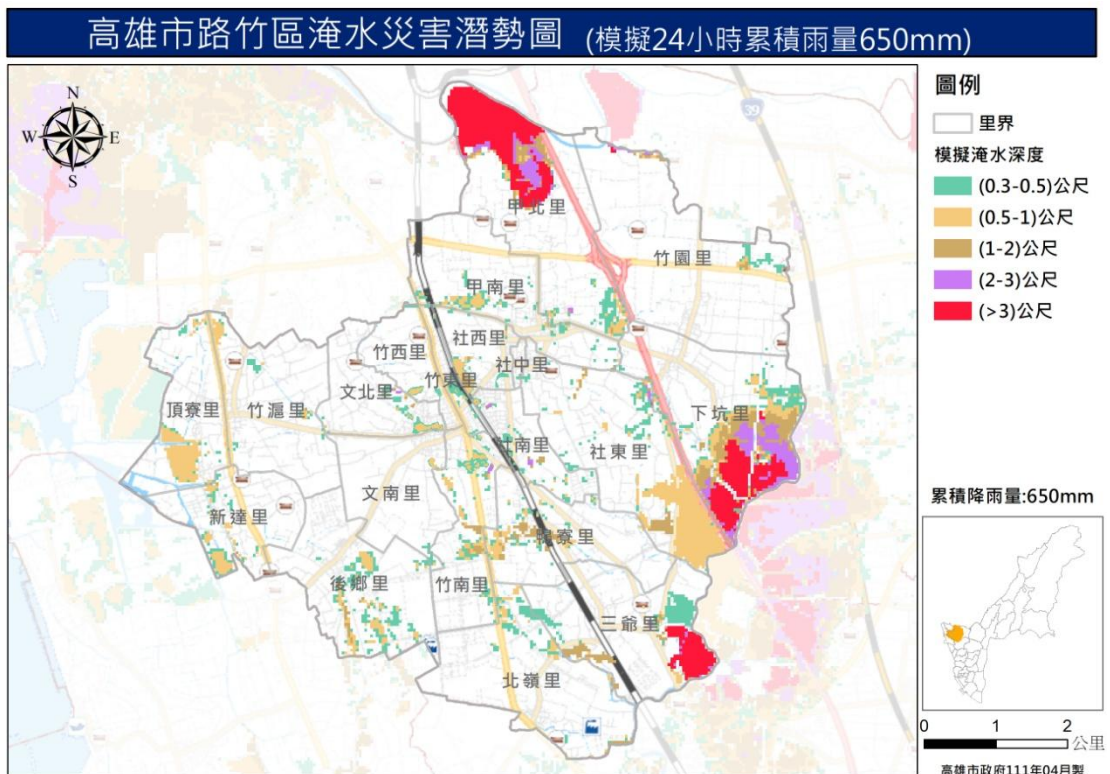 高雄市路竹區淹水災害潛勢圖 (模擬24小時累積雨量650mm)
圖例
里界
模擬淹水深度
(0.3-0.5)公尺
(0.5-1)公尺
(1-2)公尺
(2-3)公尺
(>3)公尺
N
W E
S
39
甲北里
竹園里
甲南里
社西里
竹西里
社中里
竹東里
文北里
頂寮里
竹滬里
下坑里
社南里
社東里
文南里
新達里
鴨寮里
後鄉里
竹南里
三爺里
北嶺里
累積降雨量:650mm
0 1 2
公里
高雄市政府111年04月製